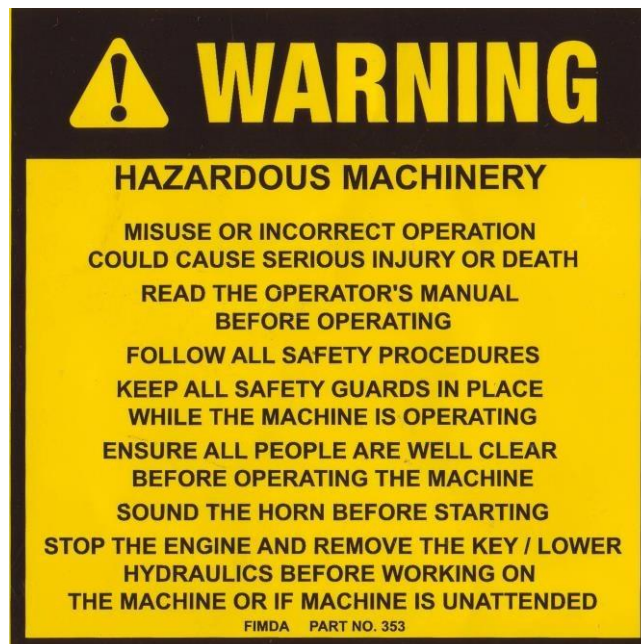 WARNING
HAZARDOUS MACHINERY
MISUSE OR INCORRECT OPERATION
COULD CAUSE SERIOUS INJURY OR DEATH
READ THE OPERATOR'S MANUAL
BEFORE OPERATING
FOLLOW ALL SAFETY PROCEDURES
KEEP ALL SAFETY GUARDS IN PLACE
WHILE THE MACHINE IS OPERATING
ENSURE ALL PEOPLE ARE WELL CLEAR
BEFORE OPERATING THE MACHINE
SOUND THE HORN BEFORE STARTING
STOP THE ENGINE AND REMOVE THE KEY / LOWER
HYDRAULICS BEFORE WORKING ON
THE MACHINE OR IF MACHINE IS UNATTENDED
FIMDA PART NO. 353